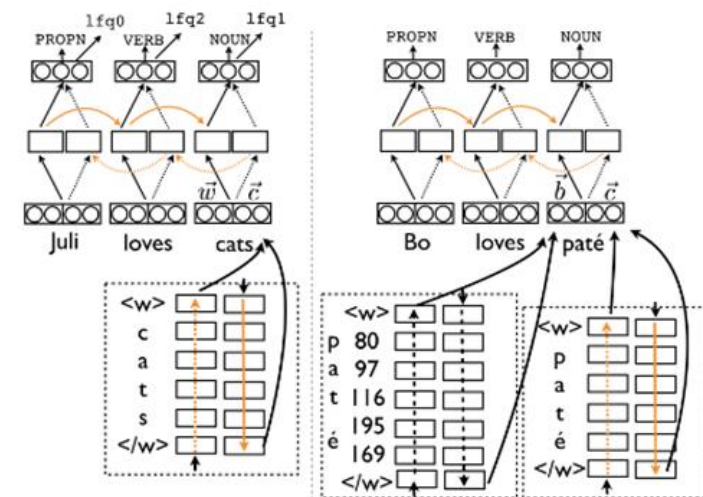 lfq0 lfq2 lfq1
PROPN VERB NOUN
w⃗ c⃗
Juli loves cats
<w>
c
a
t
s
</w>
PROPN VERB NOUN
b⃗ c⃗
Bo loves paté
<w>
p 80
a 97
t 116
é 195
169
</w>
<w>
p
a
t
é
</w>